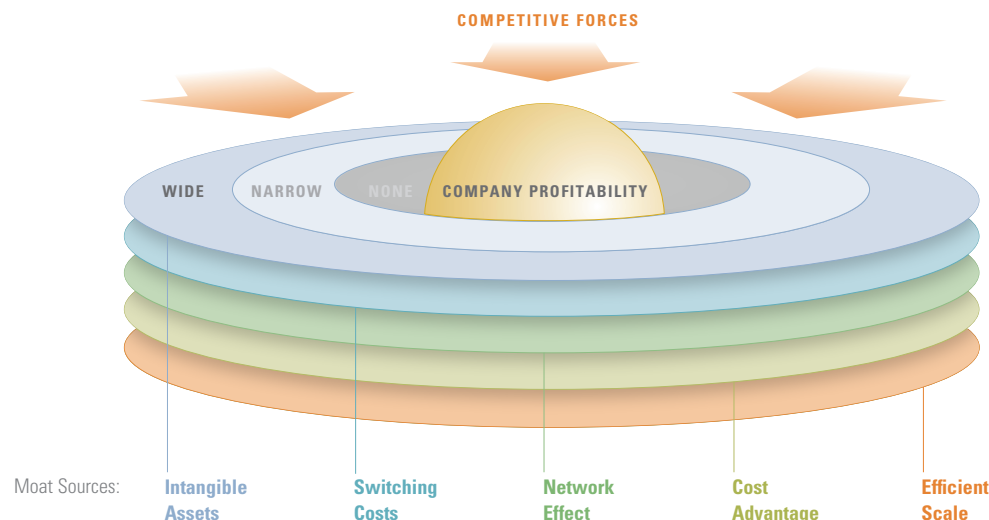 COMPETITIVE FORCES
WIDE
NARROW
NONE
COMPANY PROFITABILITY
Moat Sources:
Intangible
Assets
Switching
Costs
Network
Effect
Cost
Advantage
Efficient
Scale